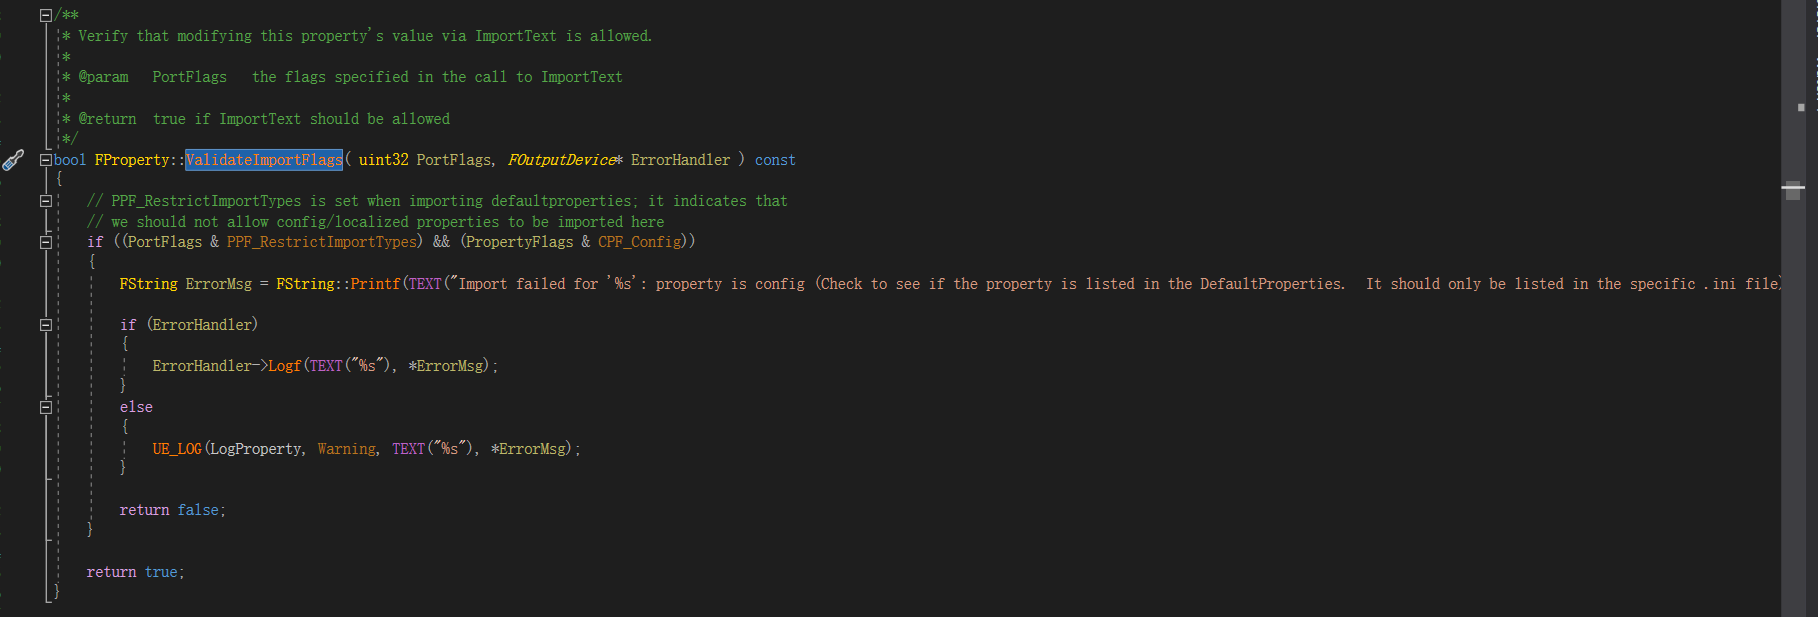 /**
* Verify that modifying this property's value via ImportText is allowed.
*
* @param   PortFlags   the flags specified in the call to ImportText
*
* @return  true if ImportText should be allowed
*/
bool FProperty::ValidateImportFlags( uint32 PortFlags, FOutputDevice* ErrorHandler ) const
{
    // PPF_RestrictImportTypes is set when importing defaultproperties; it indicates that
    // we should not allow config/localized properties to be imported here
    if ((PortFlags & PPF_RestrictImportTypes) && (PropertyFlags & CPF_Config))
    {
        FString ErrorMsg = FString::Printf(TEXT("Import failed for '%s': property is config (Check to see if the property is listed in the DefaultProperties.  It should only be listed in the specific .ini file)
        if (ErrorHandler)
        {
            ErrorHandler->Logf(TEXT("%s"), *ErrorMsg);
        }
        else
        {
            UE_LOG(LogProperty, Warning, TEXT("%s"), *ErrorMsg);
        }
        return false;
    }
    return true;
}